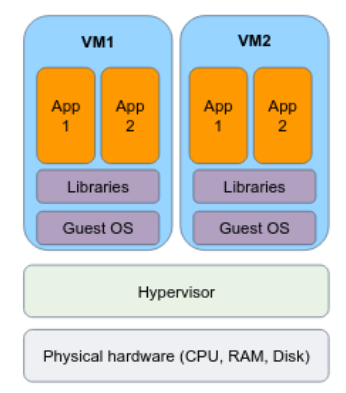 VM1
App
1
App
2
Libraries
Guest OS
VM2
App
1
App
2
Libraries
Guest OS
Hypervisor
Physical hardware (CPU, RAM, Disk)